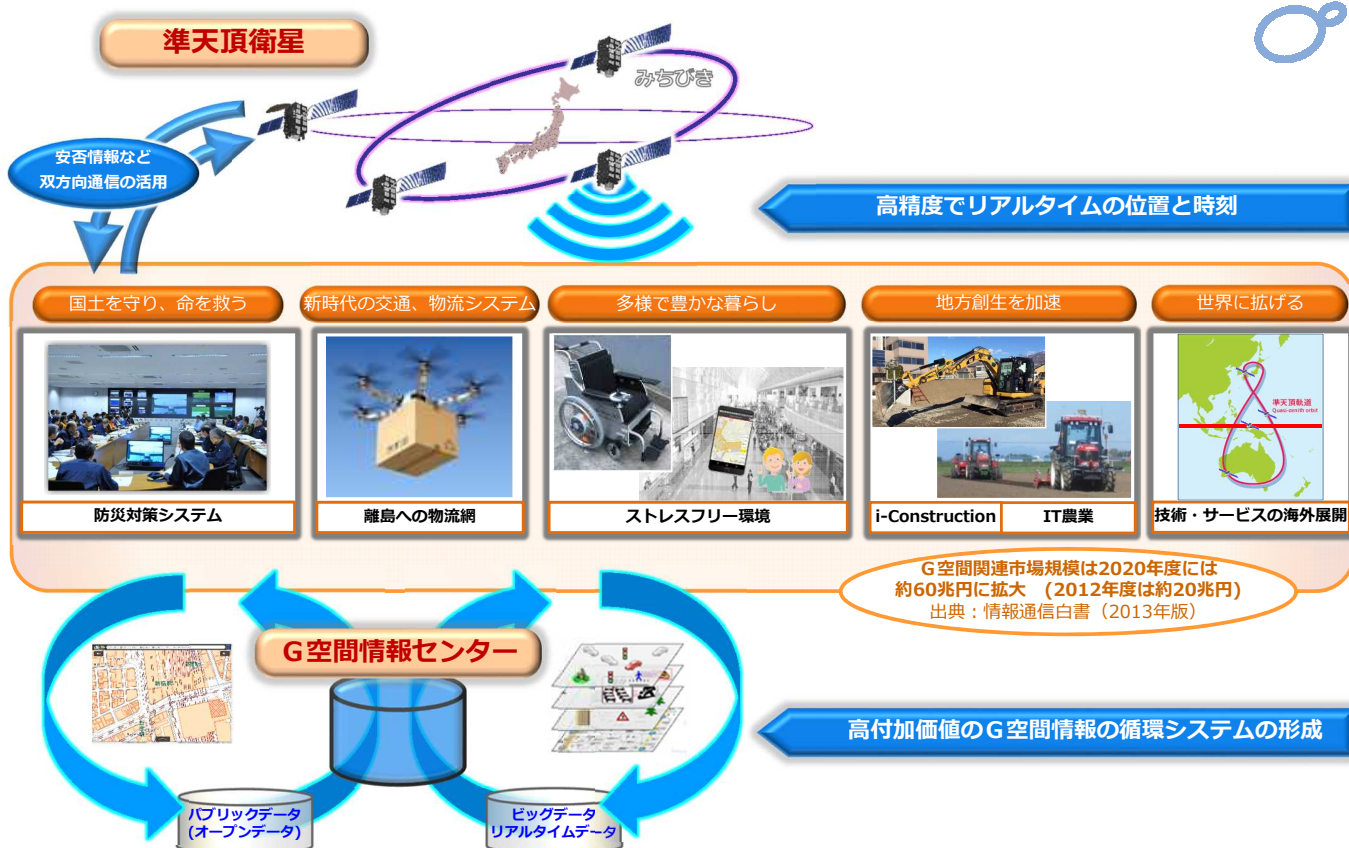 準天頂衛星
みちびき
安否情報など
双方向通信の活用
高精度でリアルタイムの位置と時刻
国土を守り、命を救う
新時代の交通、物流システム
多様で豊かな暮らし
地方創生を加速
世界に拡げる
準天頂軌道
Quasi-zenith orbit
防災対策システム
離島への物流網
ストレスフリー環境
i-Construction
IT農業
技術・サービスの海外展開
G空間関連市場規模は2020年度には
約60兆円に拡大　(2012年度は約20兆円)
出典：情報通信白書（2013年版）
G空間情報センター
高付加価値のG空間情報の循環システムの形成
パブリックデータ
(オープンデータ)
ビッグデータ
リアルタイムデータ